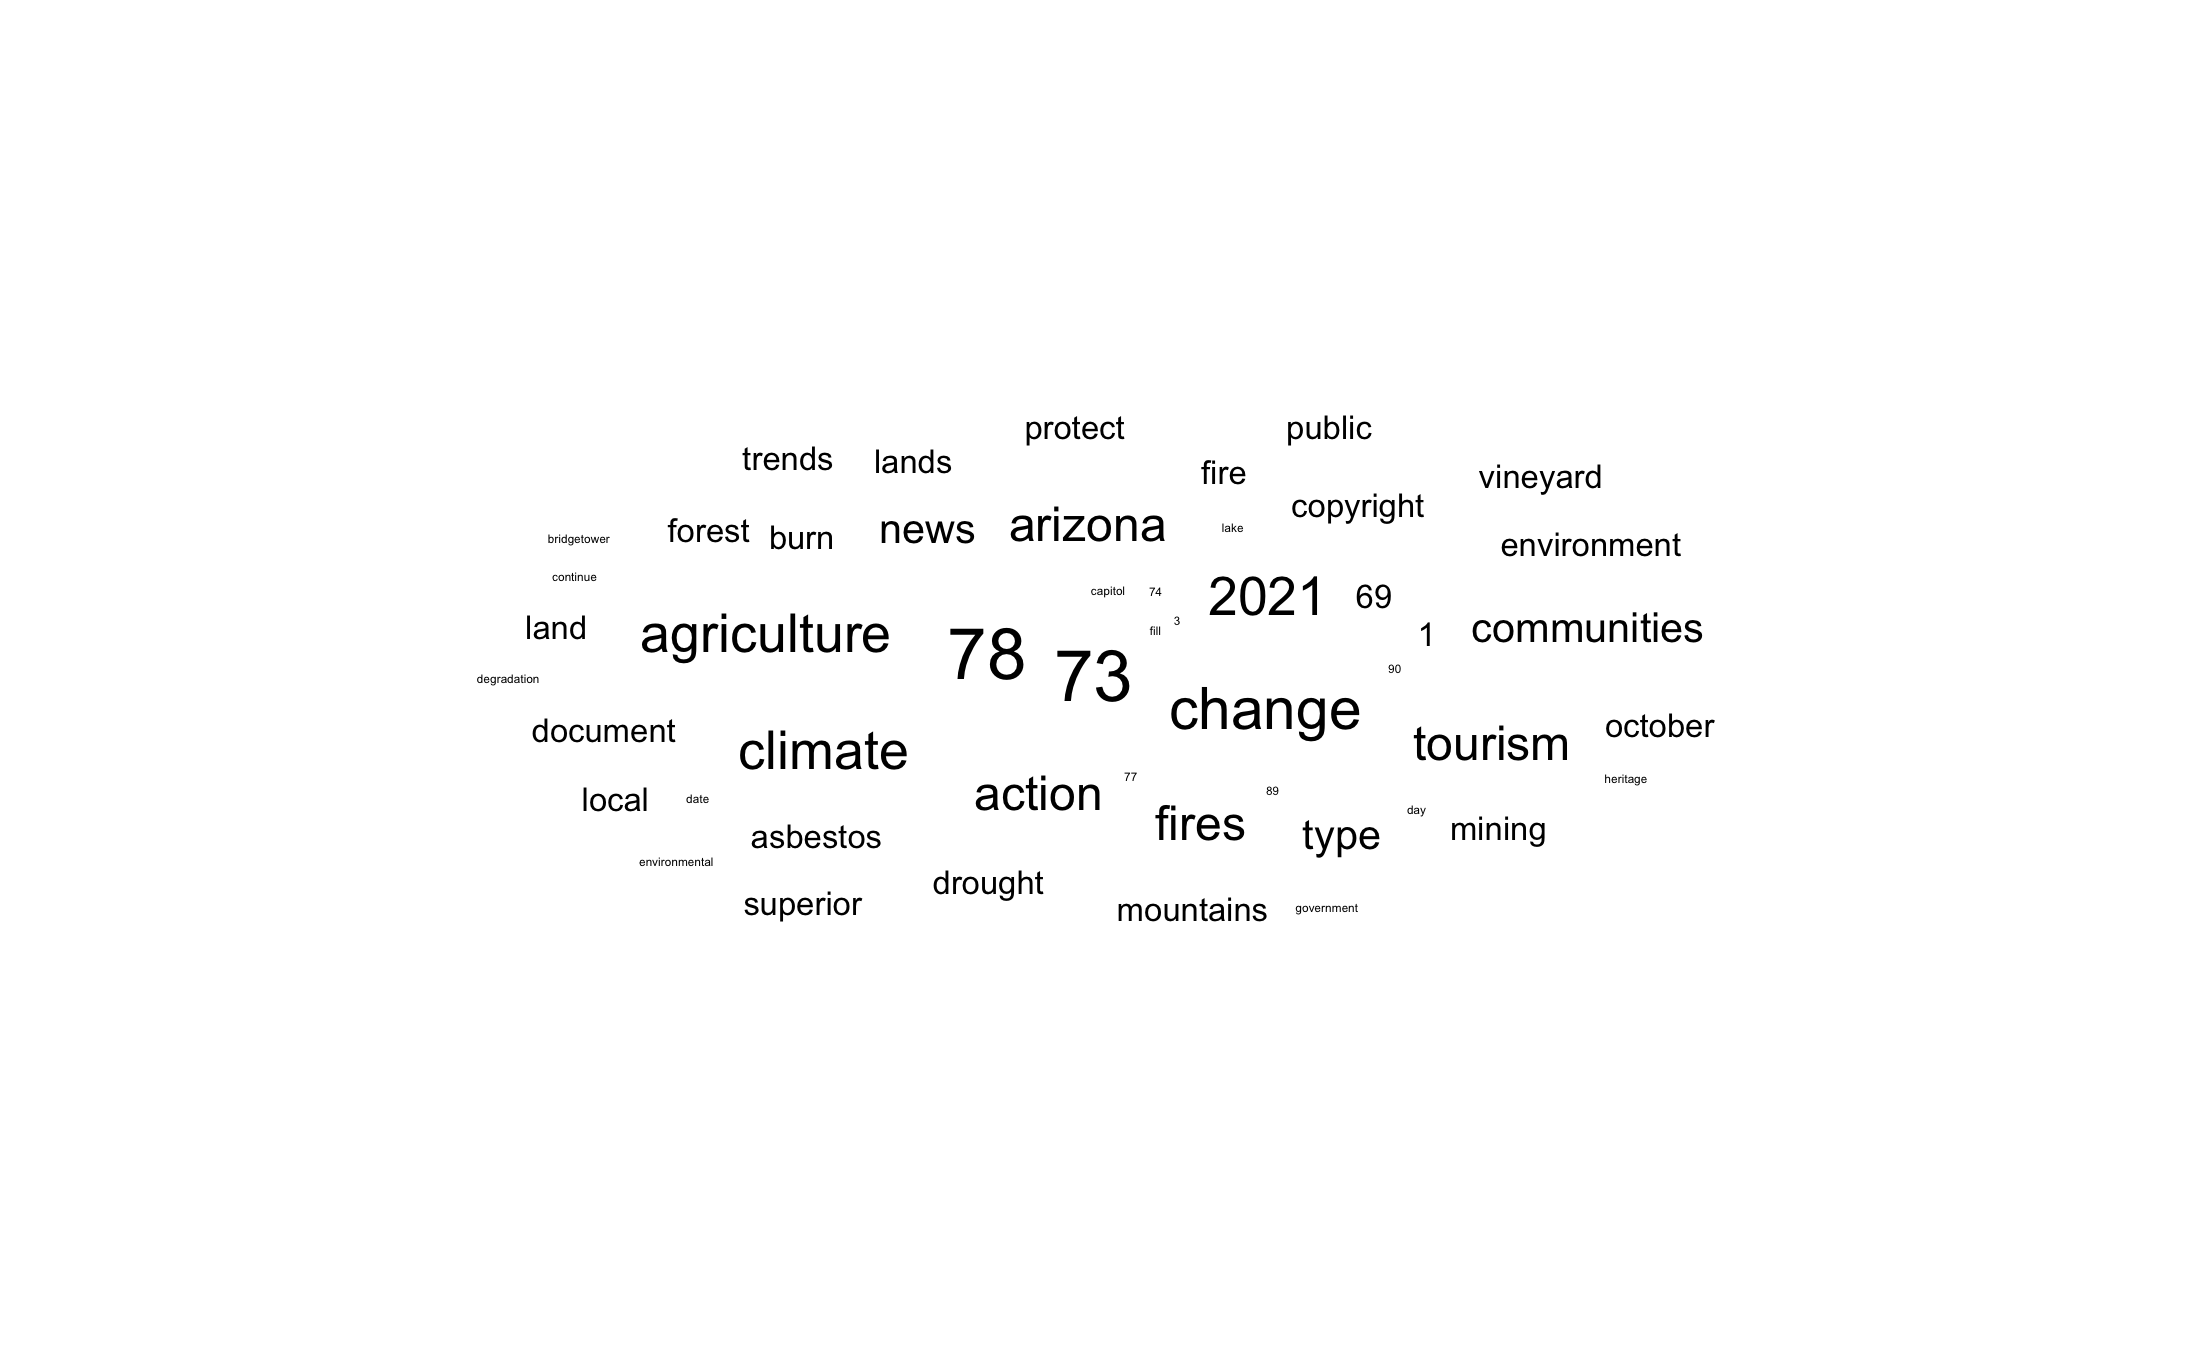 protect
public
trends
lands
fire
vineyard
copyright
forest
burn
news
arizona
lake
bridgetower
environment
continue
capitol
74
2021
69
3
land
agriculture
fill
1
communities
78
73
90
degradation
change
document
climate
tourism
october
77
heritage
local
date
action
89
fires
day
asbestos
type
mining
environmental
drought
superior
mountains
government